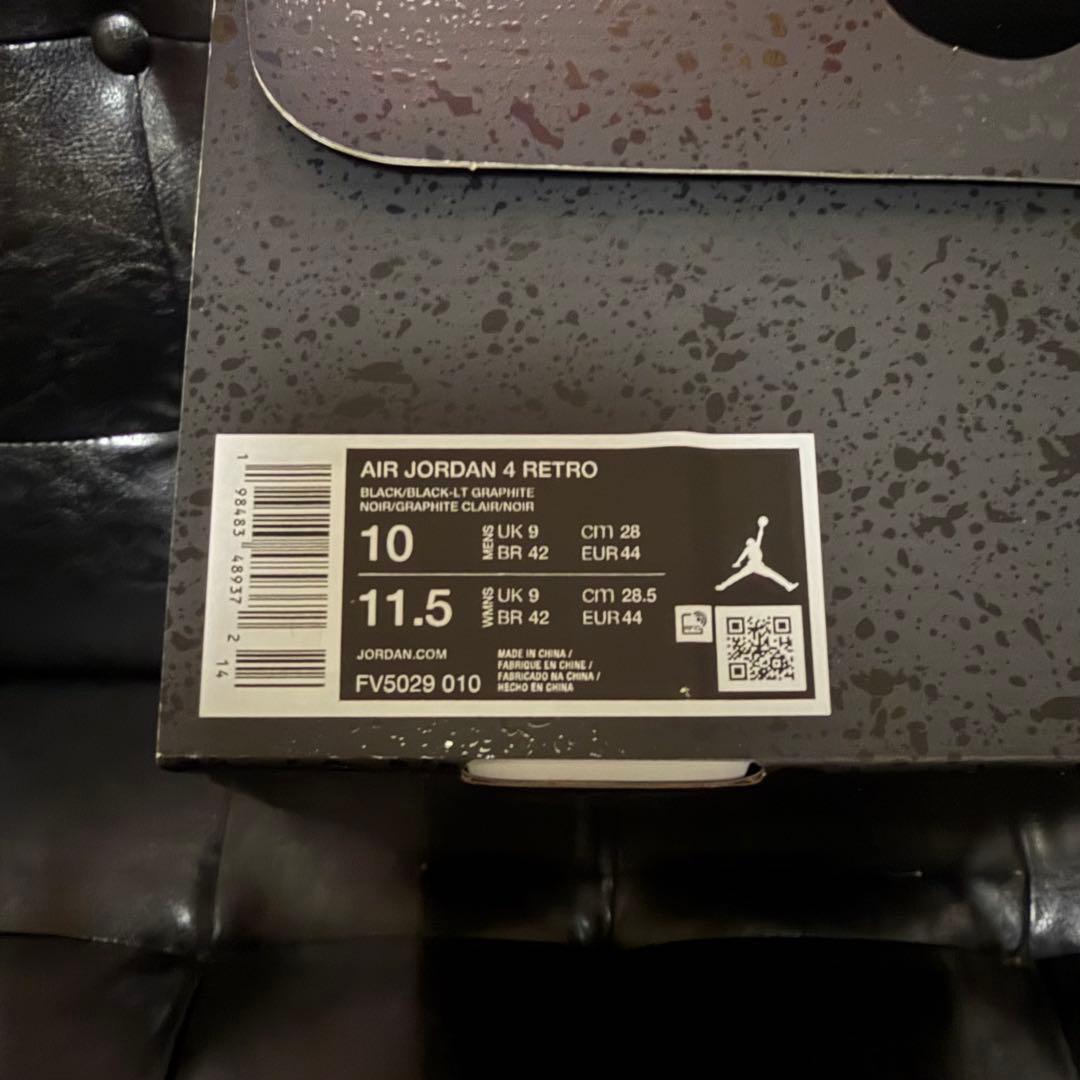 AIR JORDAN 4 RETRO
BLACK/BLACK-LT GRAPHITE
NOIR/GRAPHITE CLAIR/NOIR
10 MENS UK 9 cm 28
BR 42 EUR 44
11.5 WMNS UK 9 cm 28.5
BR 42 EUR 44
JORDAN.COM
FV5029 010
MADE IN CHINA /
FABRIQUE EN CHINE /
FABRICADO NA CHINA /
HECHO EN CHINA
1 98483 48937 2 14